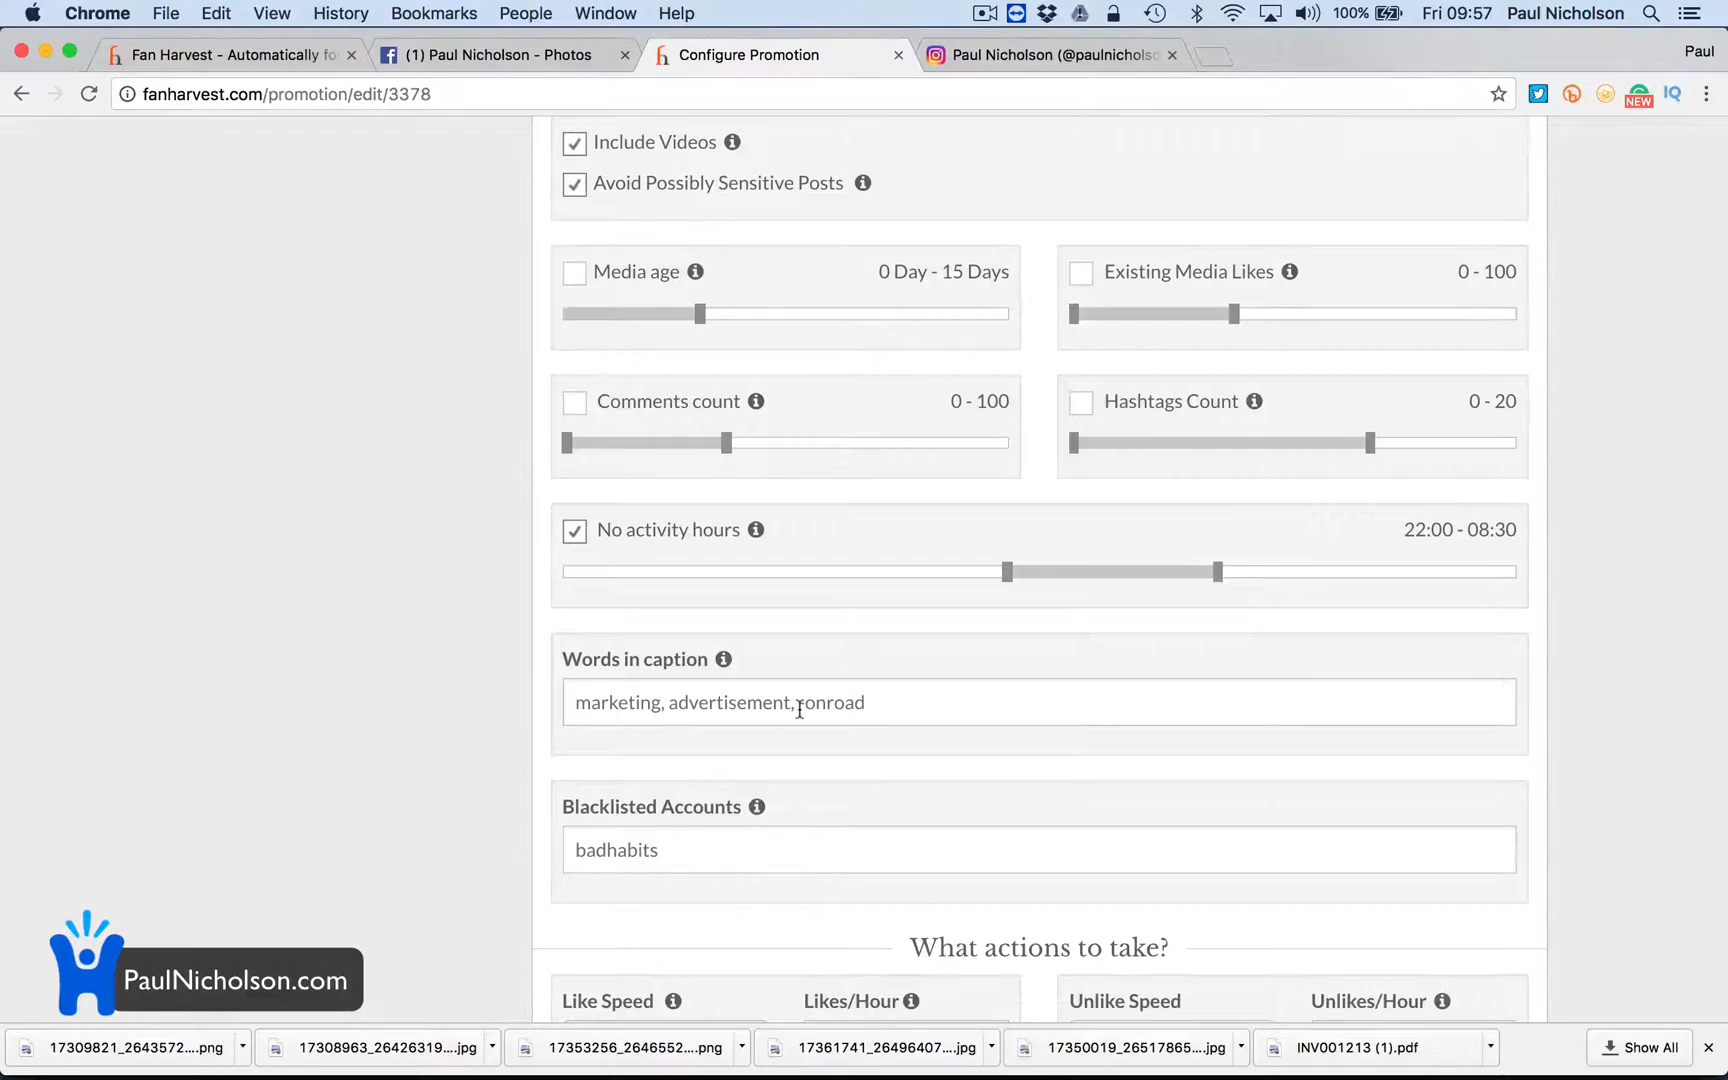 Chrome File Edit View History Bookmarks People Window Help 100% Fri 09:57 Paul Nicholson
Fan Harvest - Automatically fo
(1) Paul Nicholson - Photos
Configure Promotion
Paul Nicholson (@paulnicholso
Paul
fanharvest.com/promotion/edit/3378
NEW
IQ
Include Videos
Avoid Possibly Sensitive Posts
Media age 0 Day - 15 Days
Existing Media Likes 0 - 100
Comments count 0 - 100
Hashtags Count 0 - 20
No activity hours 22:00 - 08:30
Words in caption
marketing, advertisement,
Blacklisted Accounts
badhabits
What actions to take?
Like Speed Likes/Hour Unlike Speed Unlikes/Hour
PaulNicholson.com
17309821_2643572....png
17308963_26426319....jpg
17353256_2646552....png
17361741_26496407....jpg
17350019_26517865....jpg
INV001213 (1).pdf
Show All